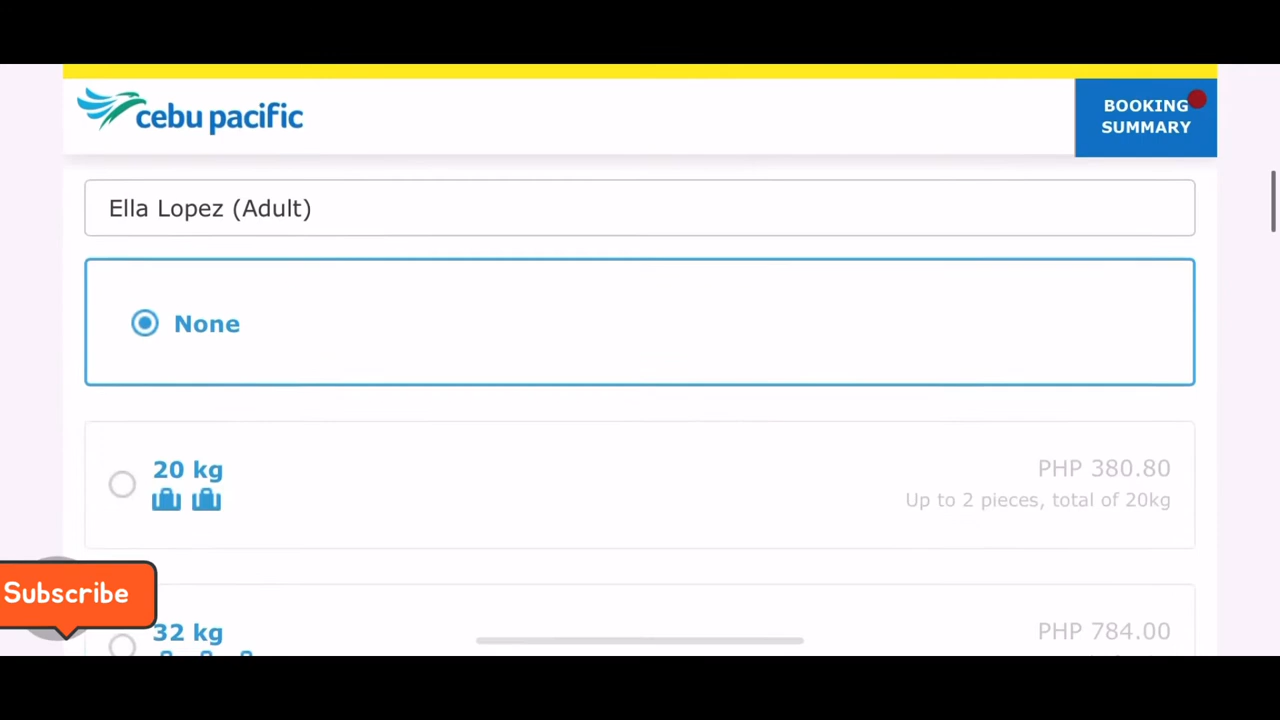 cebu pacific
BOOKING
SUMMARY
Ella Lopez (Adult)
None
20 kg
PHP 380.80
Up to 2 pieces, total of 20kg
Subscribe
32 kg
PHP 784.00